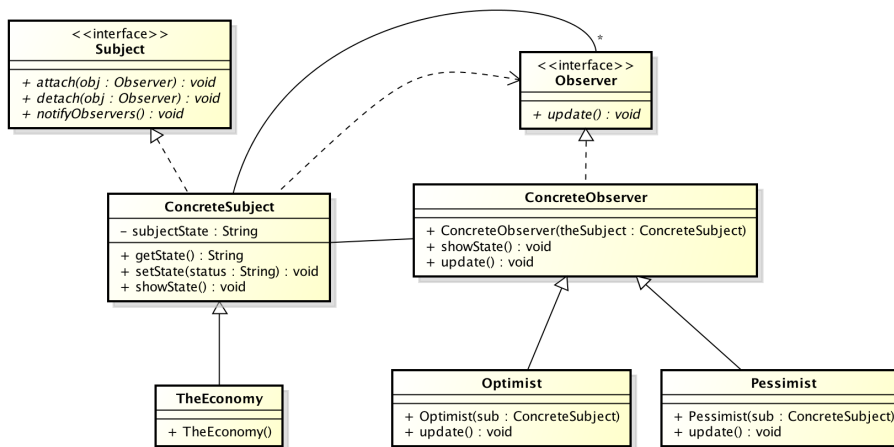 <<interface>>
Subject
+ attach(obj : Observer) : void
+ detach(obj : Observer) : void
+ notifyObservers() : void
*
<<interface>>
Observer
+ update() : void
ConcreteSubject
– subjectState : String
+ getState() : String
+ setState(status : String) : void
+ showState() : void
ConcreteObserver
+ ConcreteObserver(theSubject : ConcreteSubject)
+ showState() : void
+ update() : void
TheEconomy
+ TheEconomy()
Optimist
+ Optimist(sub : ConcreteSubject)
+ update() : void
Pessimist
+ Pessimist(sub : ConcreteSubject)
+ update() : void